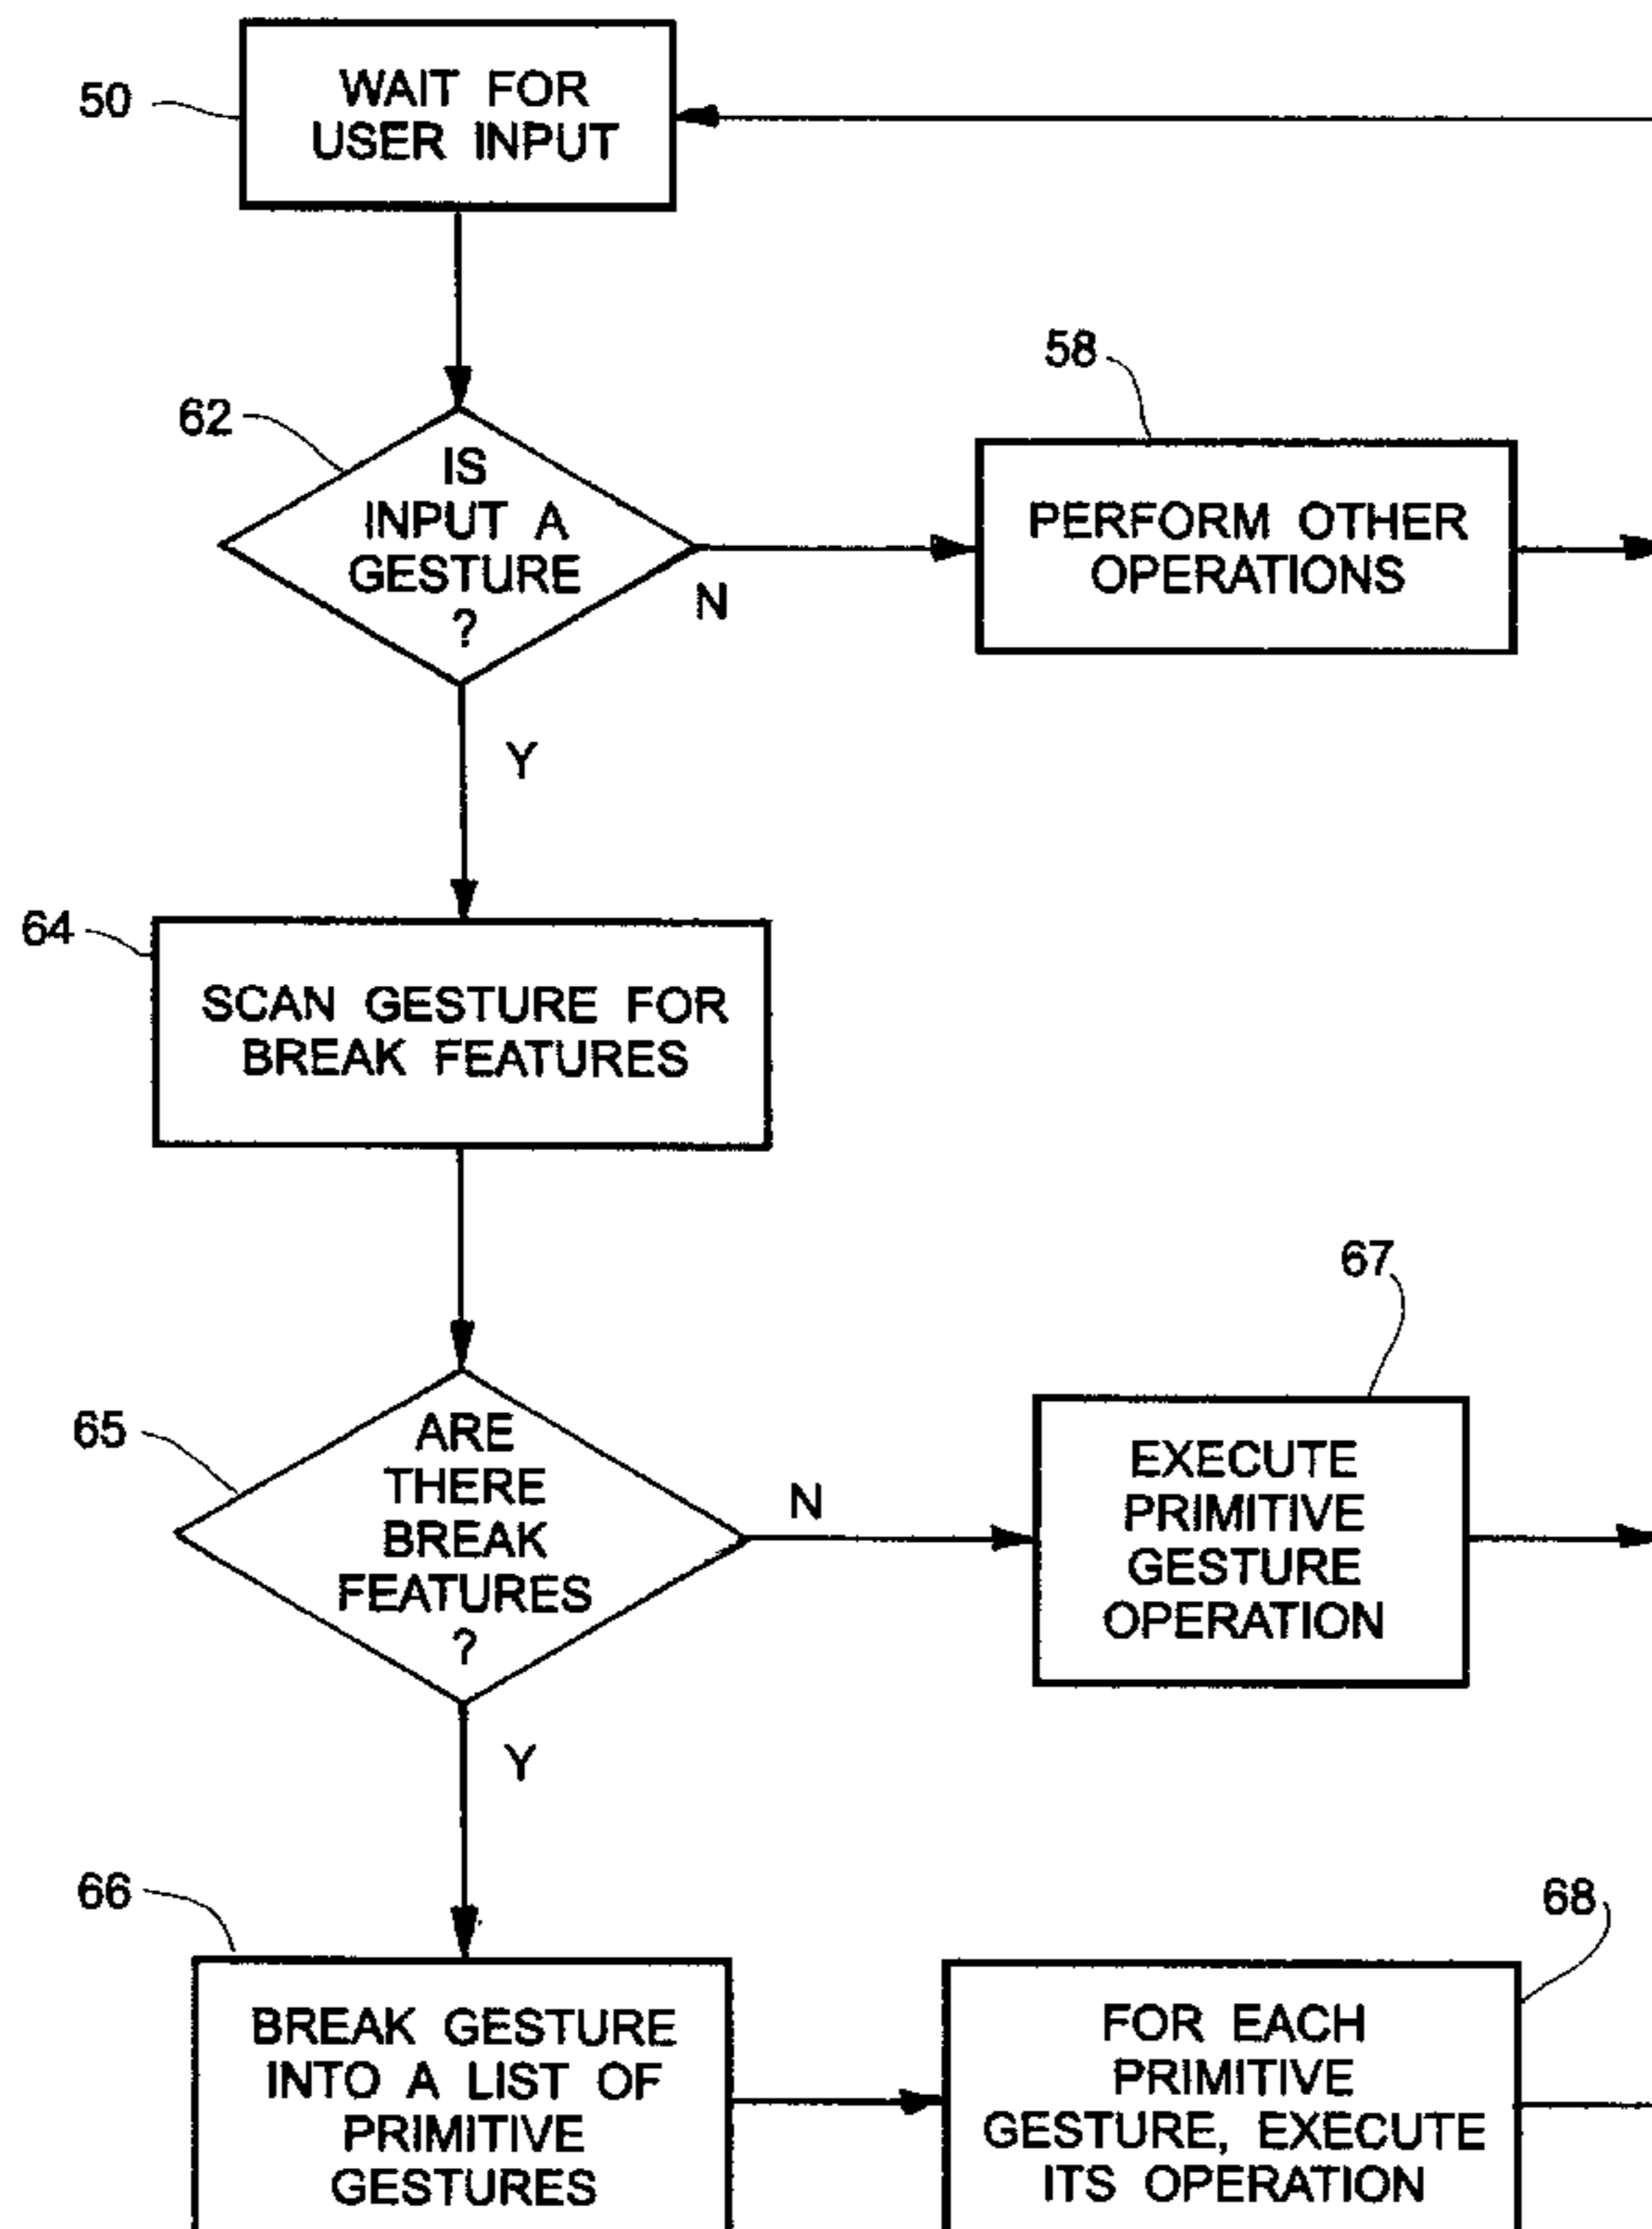 50
WAIT FOR
USER INPUT
58
62
IS
INPUT A
GESTURE
?
N
PERFORM OTHER
OPERATIONS
Y
64
SCAN GESTURE FOR
BREAK FEATURES
67
65
ARE
THERE
BREAK
FEATURES
?
N
EXECUTE
PRIMITIVE
GESTURE
OPERATION
Y
66
BREAK GESTURE
INTO A LIST OF
PRIMITIVE
GESTURES
68
FOR EACH
PRIMITIVE
GESTURE, EXECUTE
ITS OPERATION